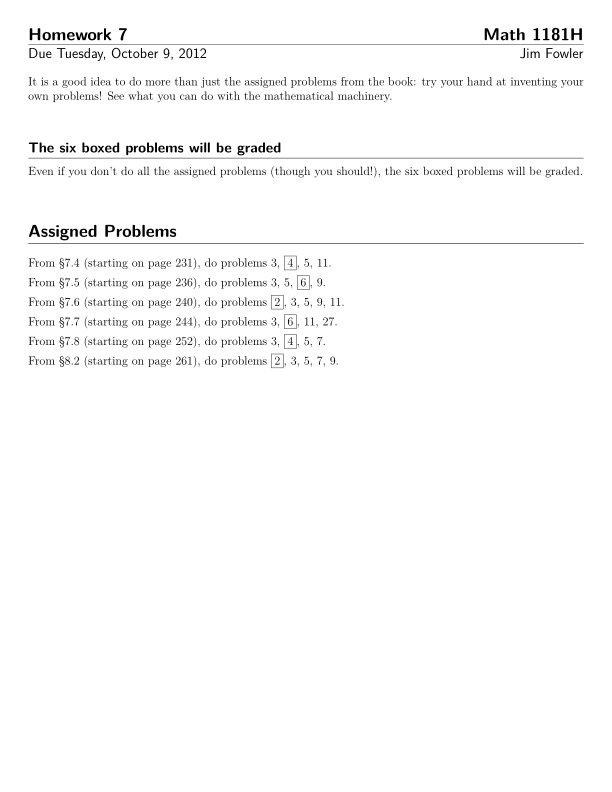 Homework 7 Math 1181H
Due Tuesday, October 9, 2012 Jim Fowler
It is a good idea to do more than just the assigned problems from the book: try your hand at inventing your
own problems! See what you can do with the mathematical machinery.
The six boxed problems will be graded
Even if you don't do all the assigned problems (though you should!), the six boxed problems will be graded.
Assigned Problems
From §7.4 (starting on page 231), do problems 3, 4, 5, 11.
From §7.5 (starting on page 236), do problems 3, 5, 6, 9.
From §7.6 (starting on page 240), do problems 2, 3, 5, 9, 11.
From §7.7 (starting on page 244), do problems 3, 6, 11, 27.
From §7.8 (starting on page 252), do problems 3, 4, 5, 7.
From §8.2 (starting on page 261), do problems 2, 3, 5, 7, 9.